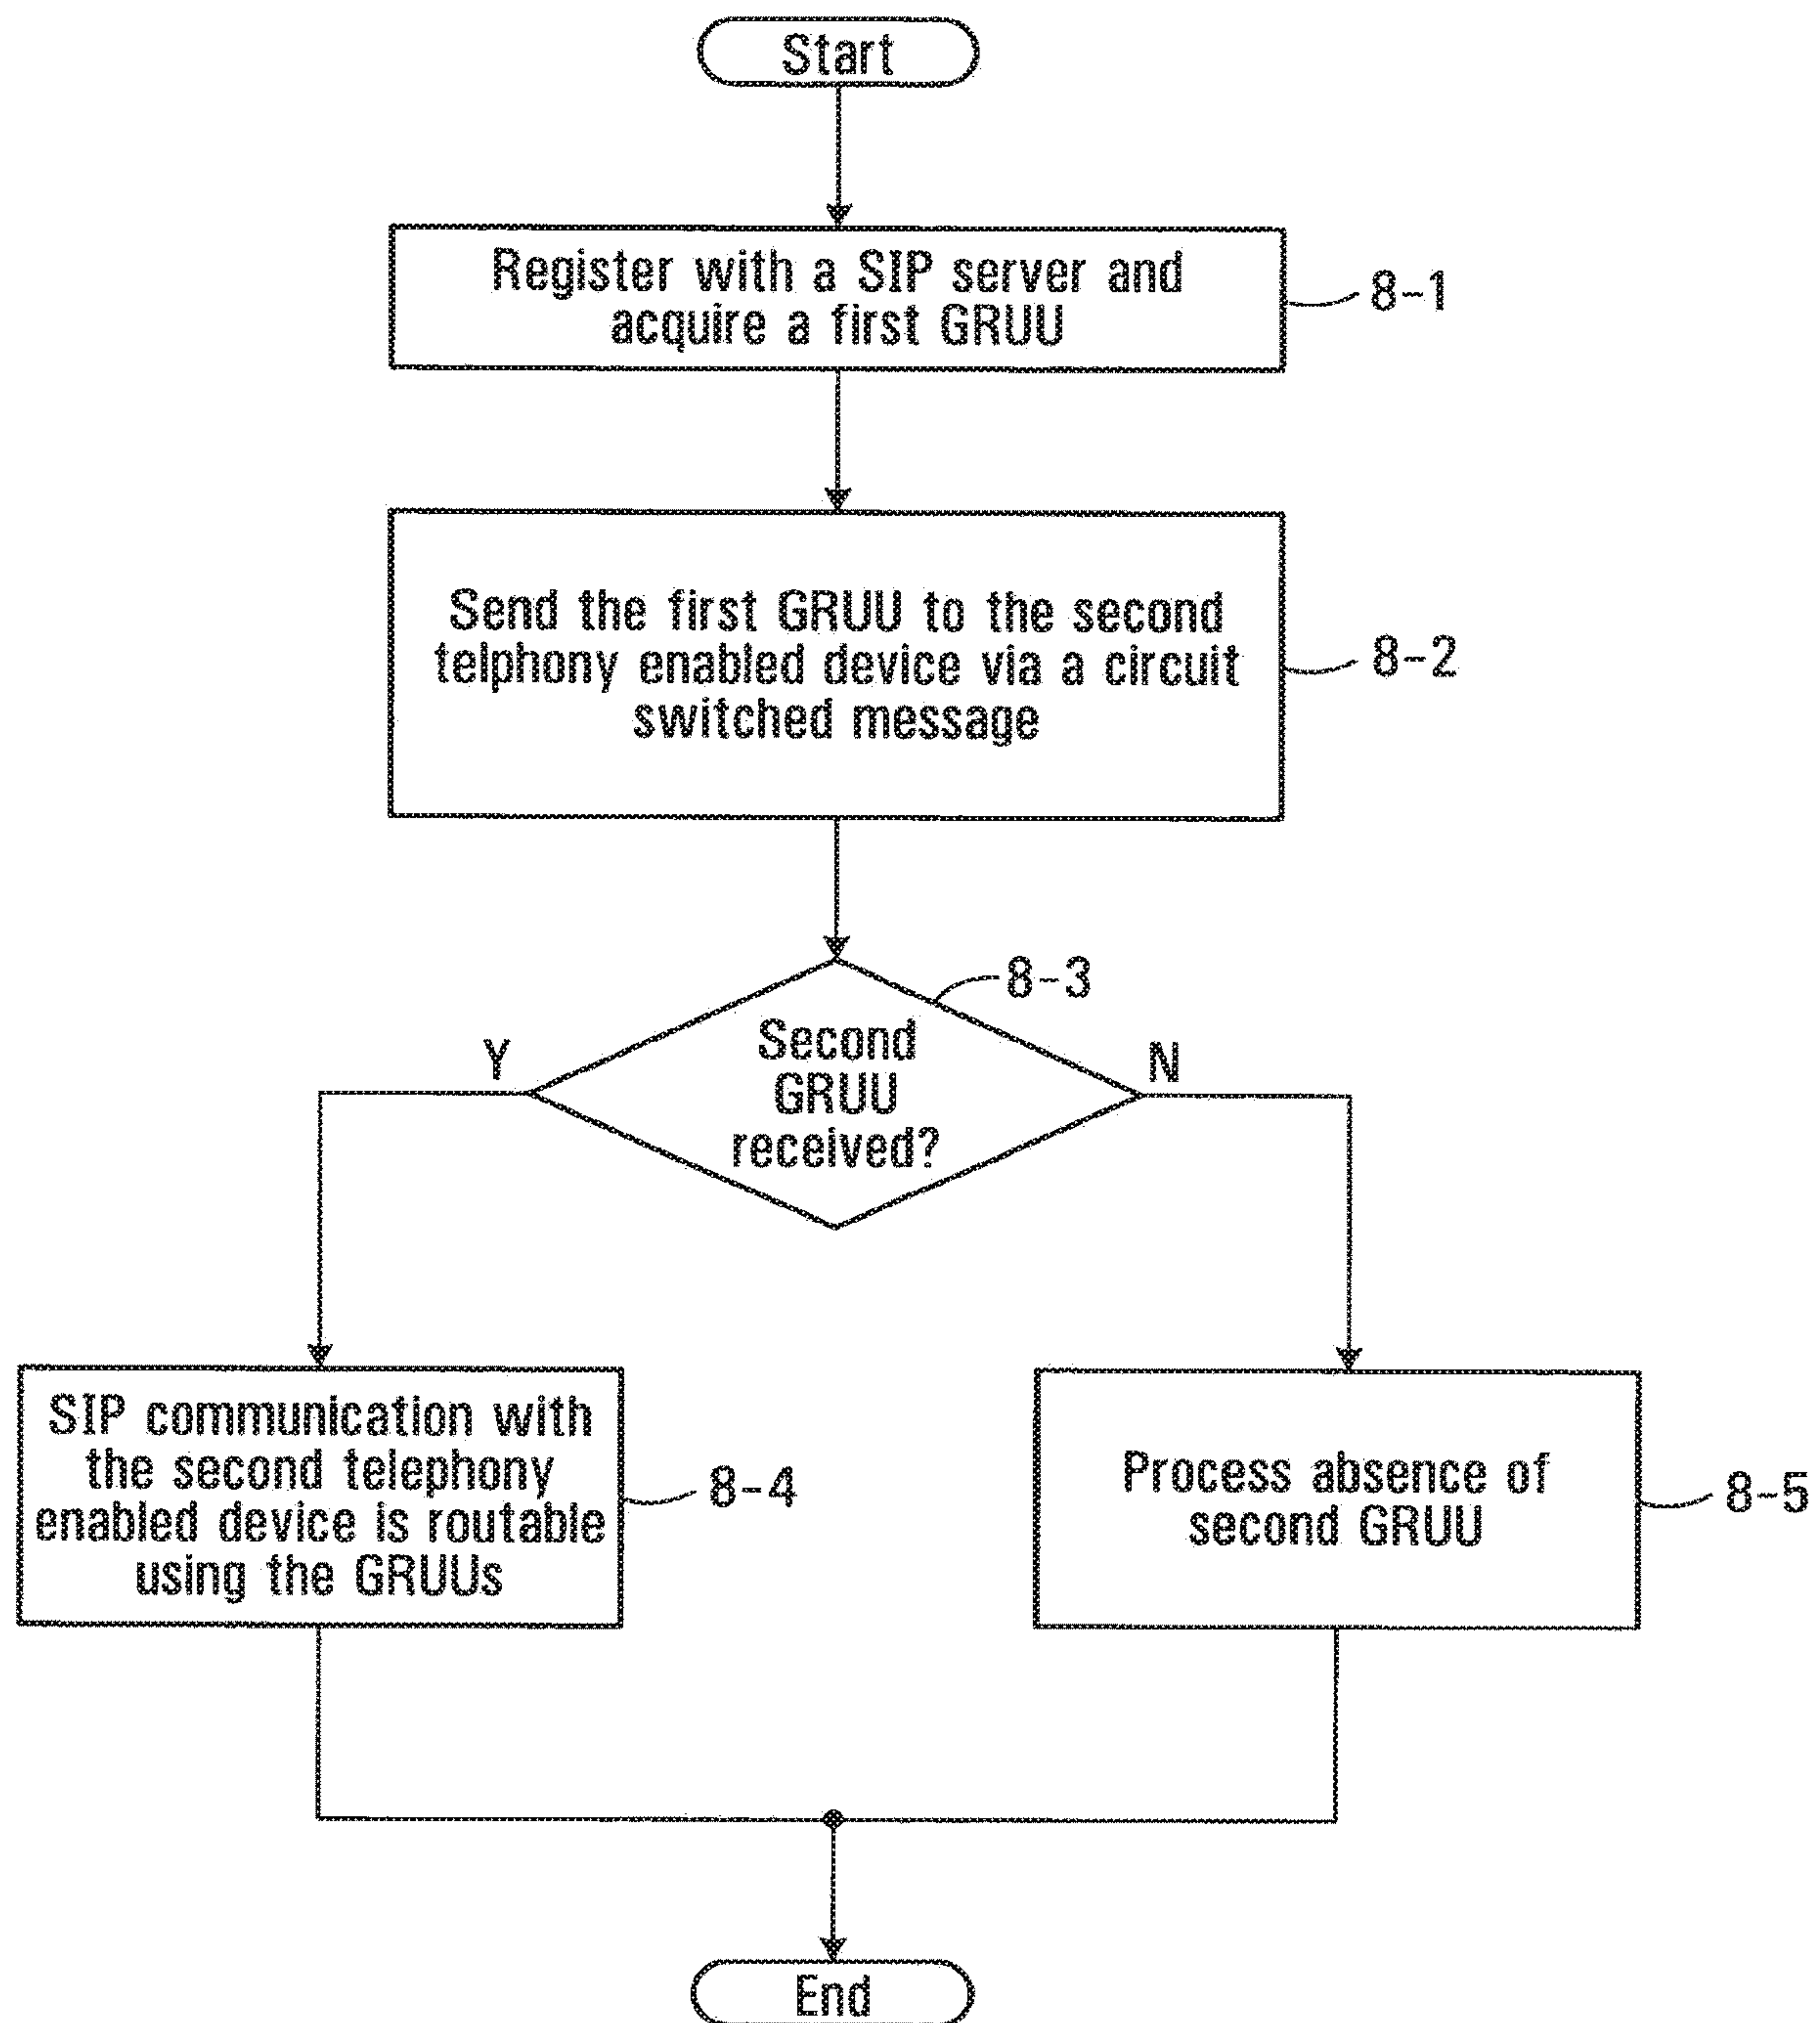 Start
Register with a SIP server and
acquire a first GRUU
8-1
Send the first GRUU to the second
telphony enabled device via a circuit
switched message
8-2
8-3
Second
GRUU
received?
Y
N
SIP communication with
the second telephony
enabled device is routable
using the GRUUs
8-4
Process absence of
second GRUU
8-5
End